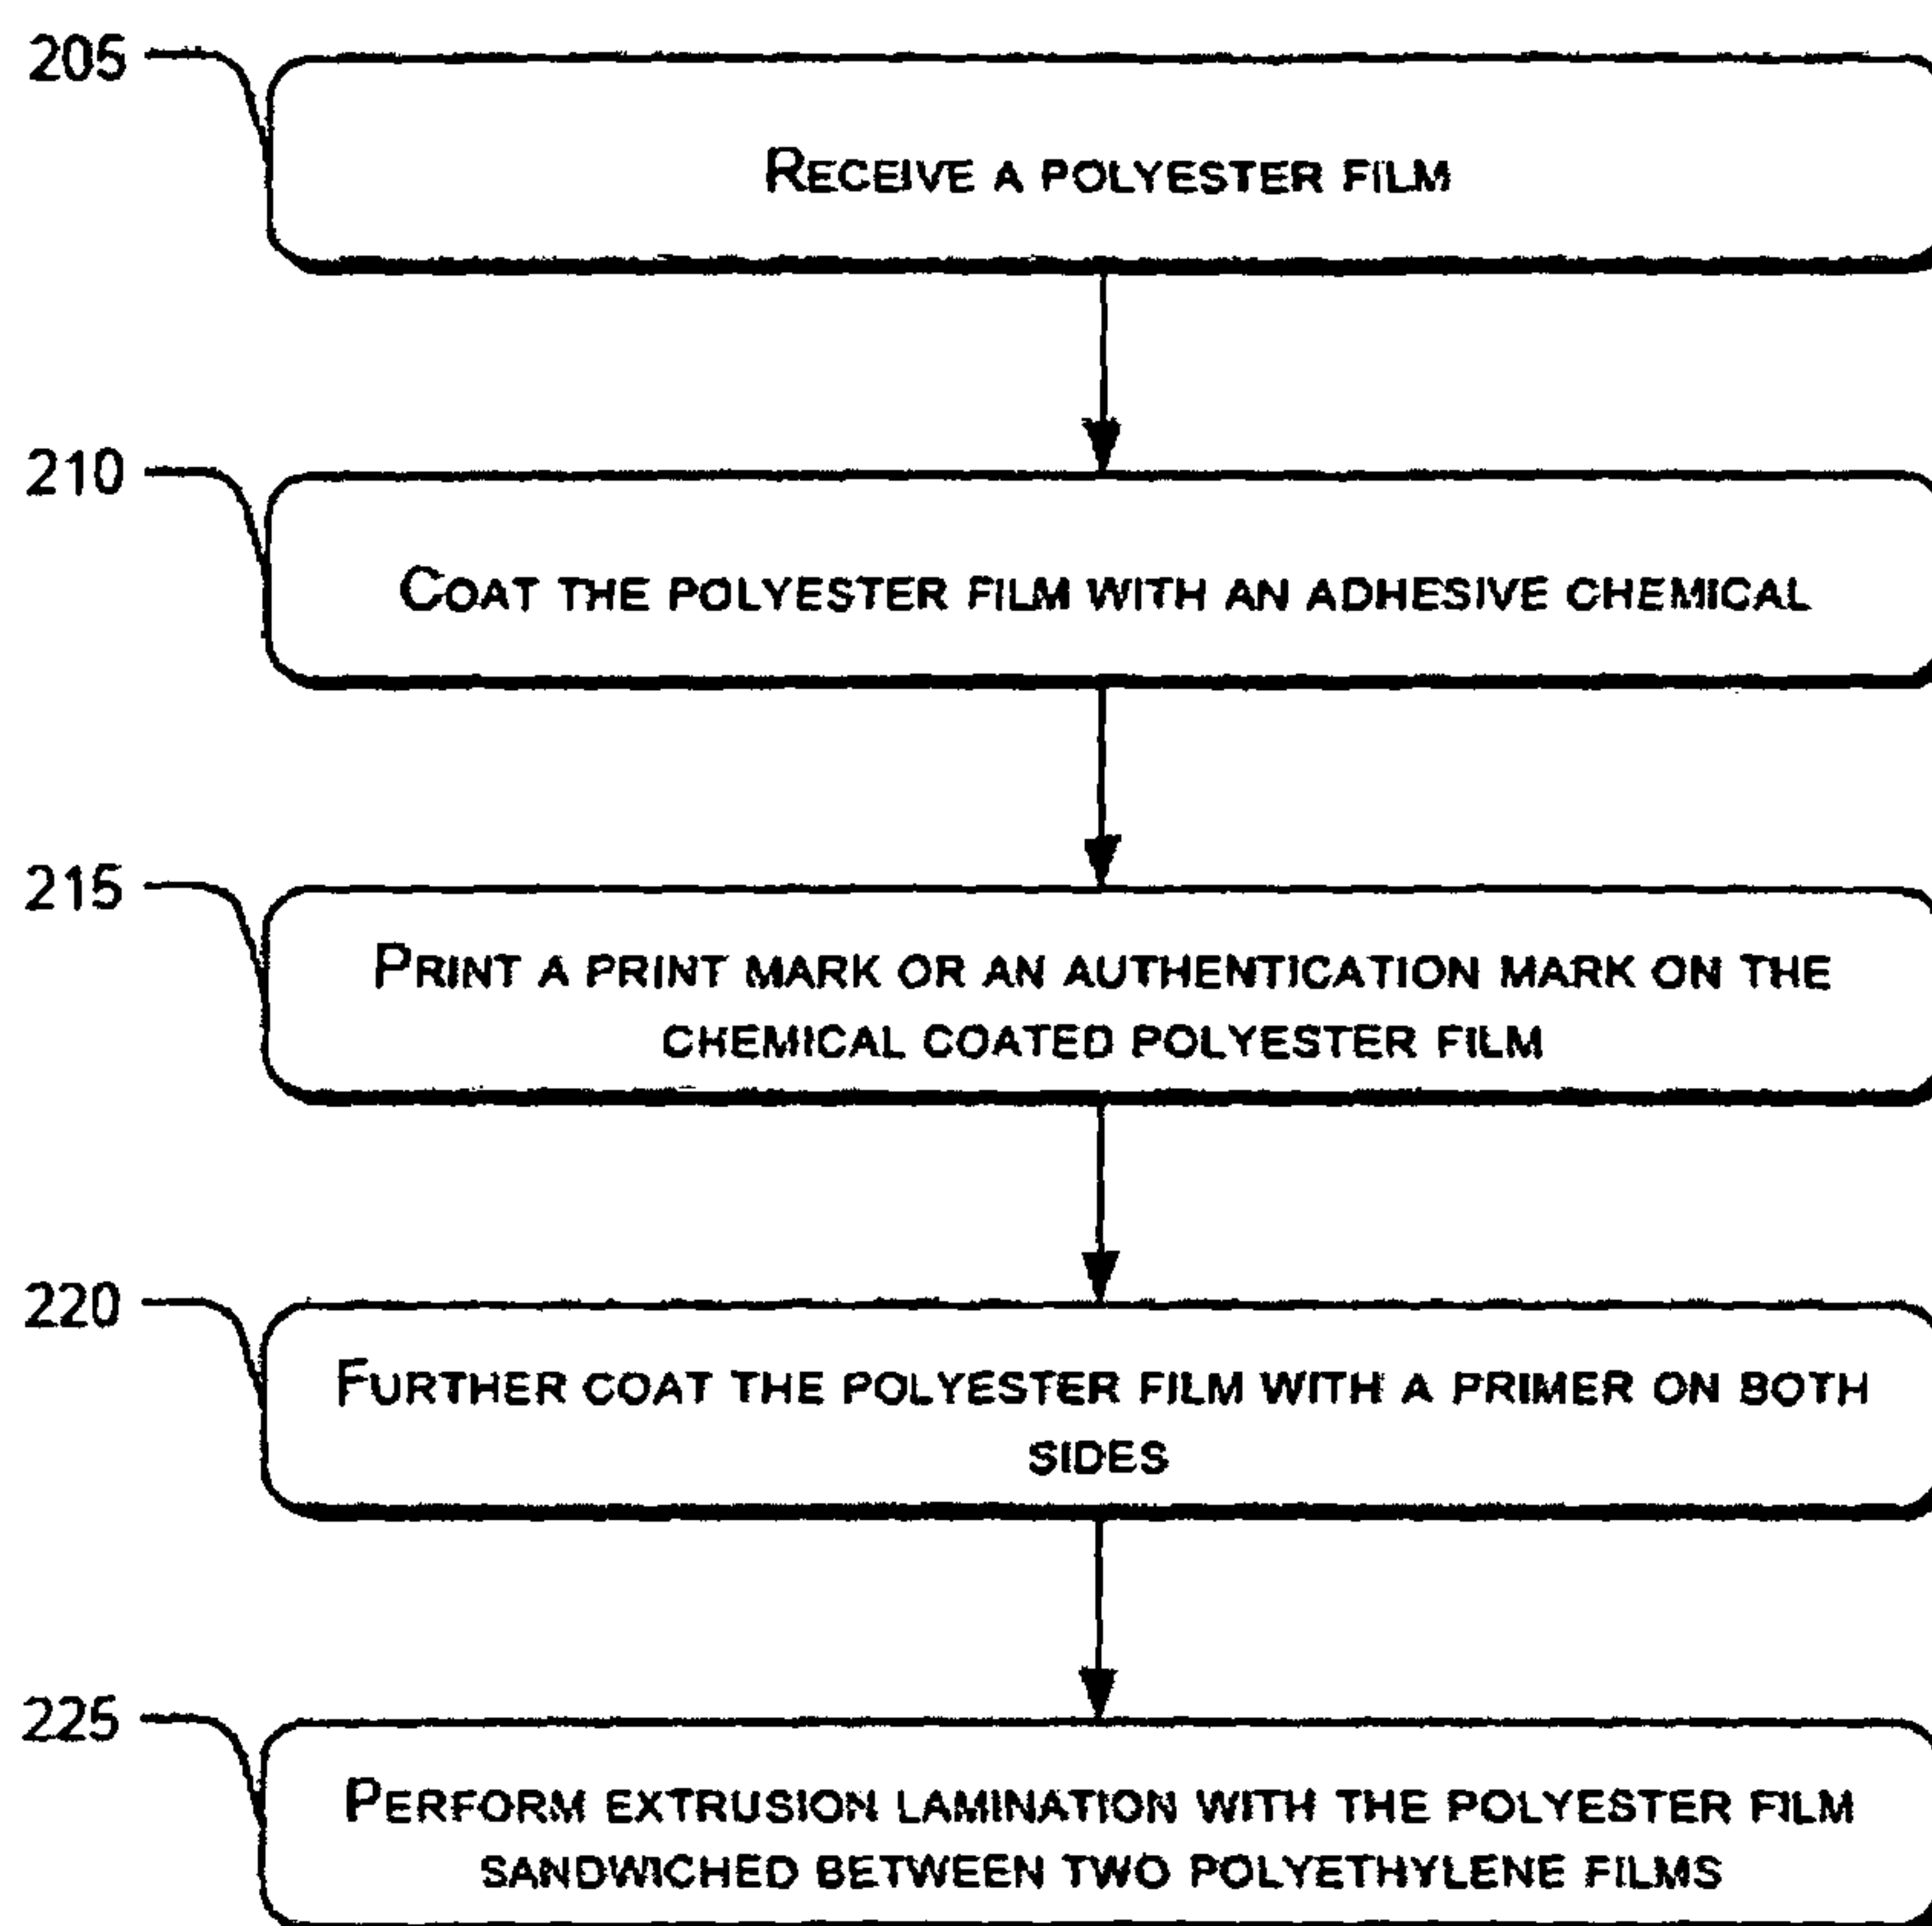 205
RECEIVE A POLYESTER FILM
210
COAT THE POLYESTER FILM WITH AN ADHESIVE CHEMICAL
215
PRINT A PRINT MARK OR AN AUTHENTICATION MARK ON THE
CHEMICAL COATED POLYESTER FILM
220
FURTHER COAT THE POLYESTER FILM WITH A PRIMER ON BOTH
SIDES
225
PERFORM EXTRUSION LAMINATION WITH THE POLYESTER FILM
SANDWICHED BETWEEN TWO POLYETHYLENE FILMS